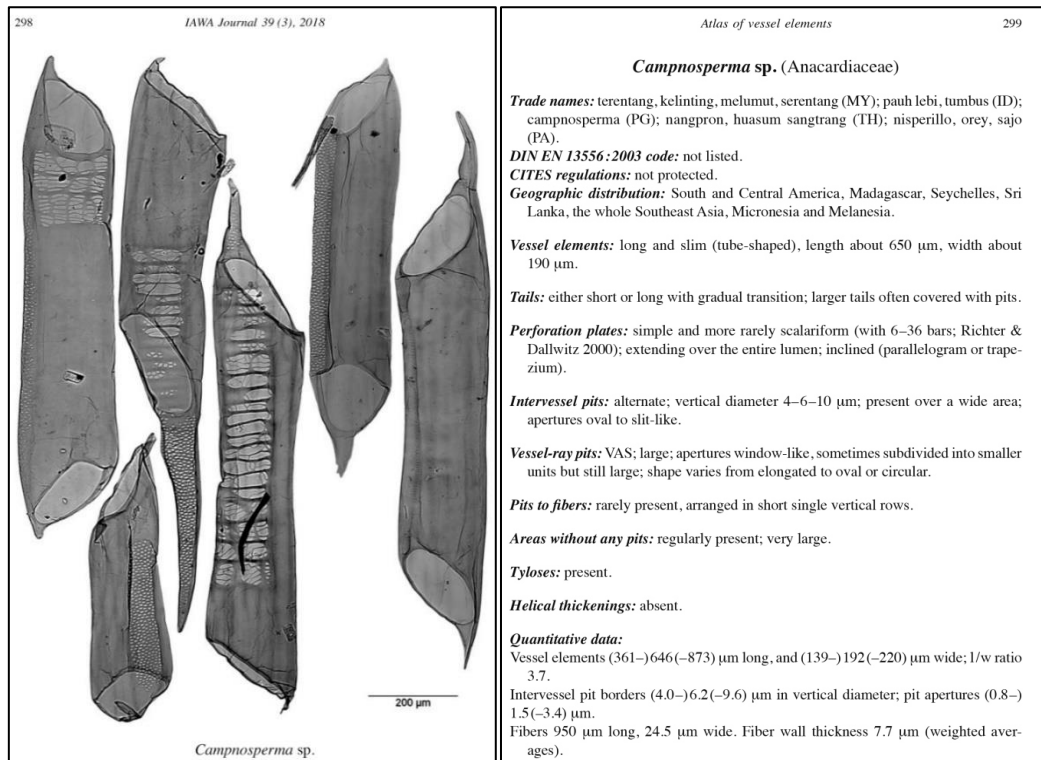 298
IAWA Journal 39 (3), 2018
200 µm
Campnosperma sp.
Atlas of vessel elements
299
Campnosperma sp. (Anacardiaceae)
Trade names: terentang, kelinting, melumut, serentang (MY); pauh lebi, tumbus (ID);
campnosperma (PG); nangpron, huasum sangtrang (TH); nisperillo, orey, sajo
(PA).
DIN EN 13556:2003 code: not listed.
CITES regulations: not protected.
Geographic distribution: South and Central America, Madagascar, Seychelles, Sri
Lanka, the whole Southeast Asia, Micronesia and Melanesia.
Vessel elements: long and slim (tube-shaped), length about 650 µm, width about
190 µm.
Tails: either short or long with gradual transition; larger tails often covered with pits.
Perforation plates: simple and more rarely scalariform (with 6–36 bars; Richter &
Dallwitz 2000); extending over the entire lumen; inclined (parallelogram or trape-
zium).
Intervessel pits: alternate; vertical diameter 4–6–10 µm; present over a wide area;
apertures oval to slit-like.
Vessel-ray pits: VAS; large; apertures window-like, sometimes subdivided into smaller
units but still large; shape varies from elongated to oval or circular.
Pits to fibers: rarely present, arranged in short single vertical rows.
Areas without any pits: regularly present; very large.
Tyloses: present.
Helical thickenings: absent.
Quantitative data:
Vessel elements (361–)646(–873) µm long, and (139–)192(–220) µm wide; l/w ratio
3.7.
Intervessel pit borders (4.0–)6.2(–9.6) µm in vertical diameter; pit apertures (0.8–)
1.5(–3.4) µm.
Fibers 950 µm long, 24.5 µm wide. Fiber wall thickness 7.7 µm (weighted aver-
ages).